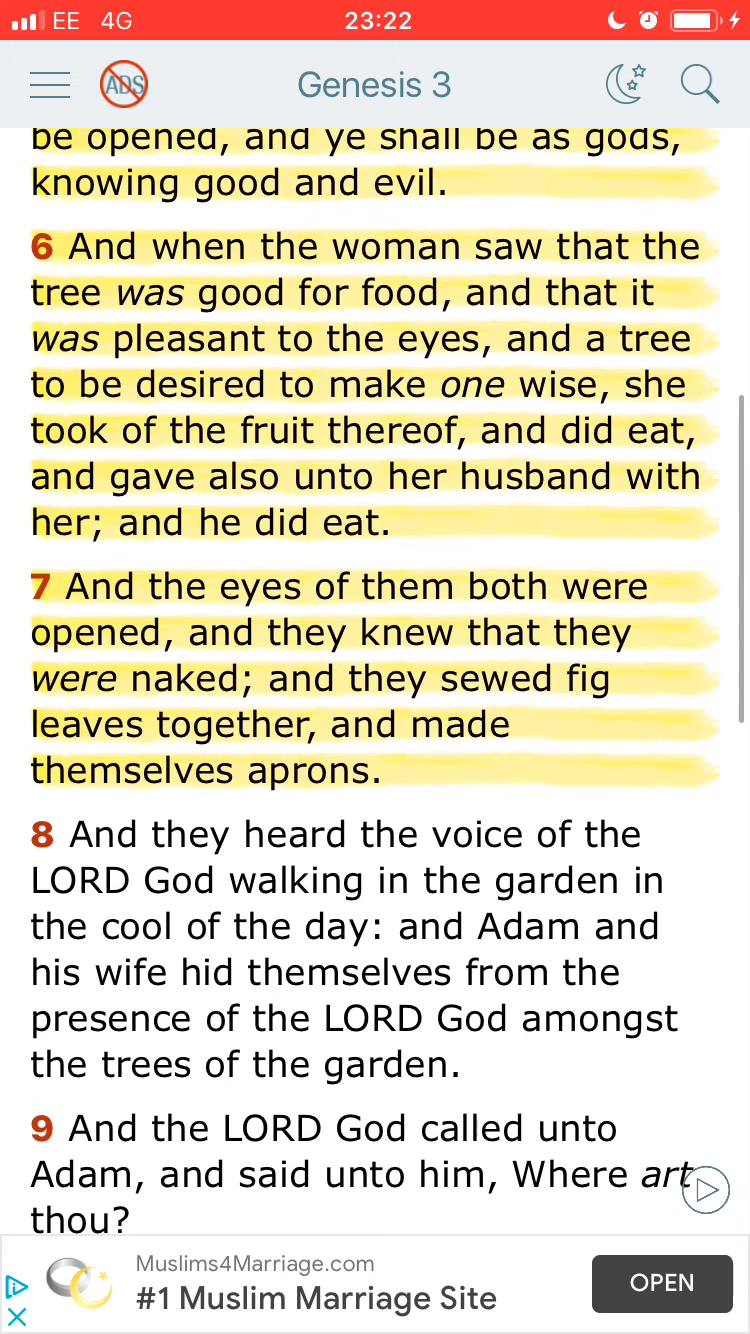 EE 4G 23:22
ADS Genesis 3
be opened, and ye shall be as gods,
knowing good and evil.
6 And when the woman saw that the
tree was good for food, and that it
was pleasant to the eyes, and a tree
to be desired to make one wise, she
took of the fruit thereof, and did eat,
and gave also unto her husband with
her; and he did eat.
7 And the eyes of them both were
opened, and they knew that they
were naked; and they sewed fig
leaves together, and made
themselves aprons.
8 And they heard the voice of the
LORD God walking in the garden in
the cool of the day: and Adam and
his wife hid themselves from the
presence of the LORD God amongst
the trees of the garden.
9 And the LORD God called unto
Adam, and said unto him, Where art
thou?
Muslims4Marriage.com
#1 Muslim Marriage Site
OPEN